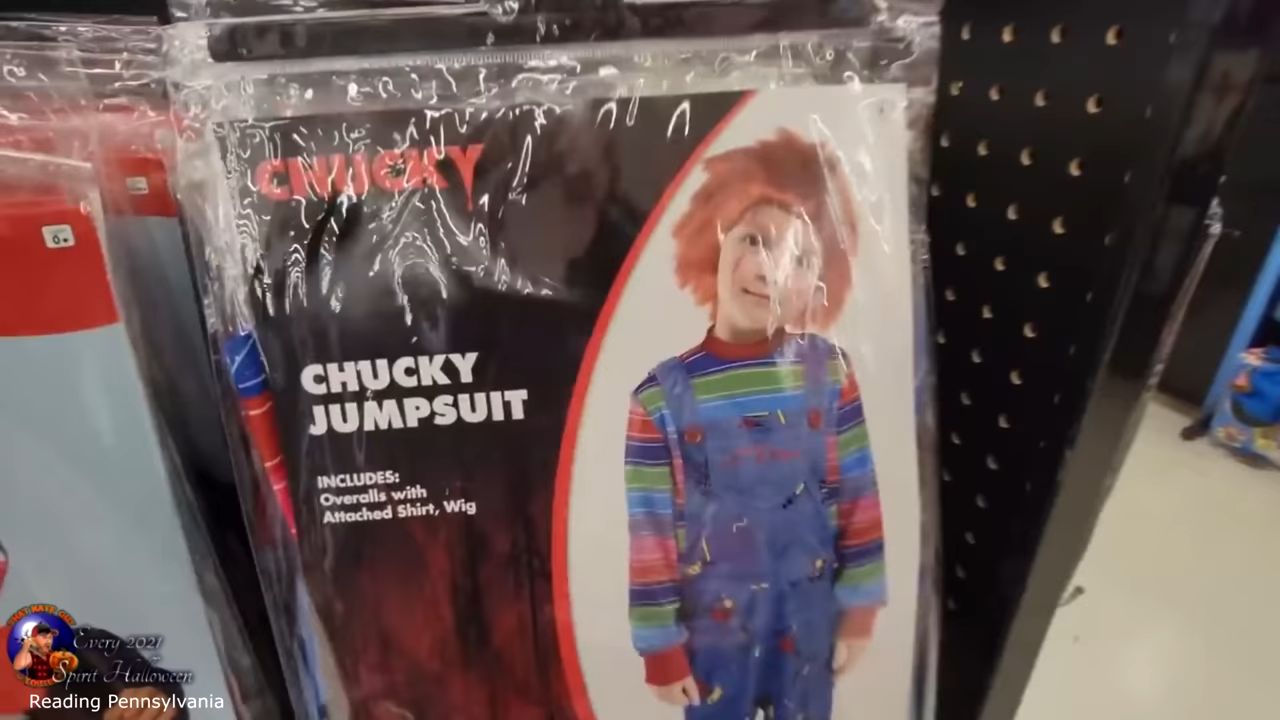 CHUCKY
CHUCKY
JUMPSUIT
INCLUDES:
Overalls with
Attached Shirt, Wig
Every 2021
Spirit Halloween
Reading Pennsylvania